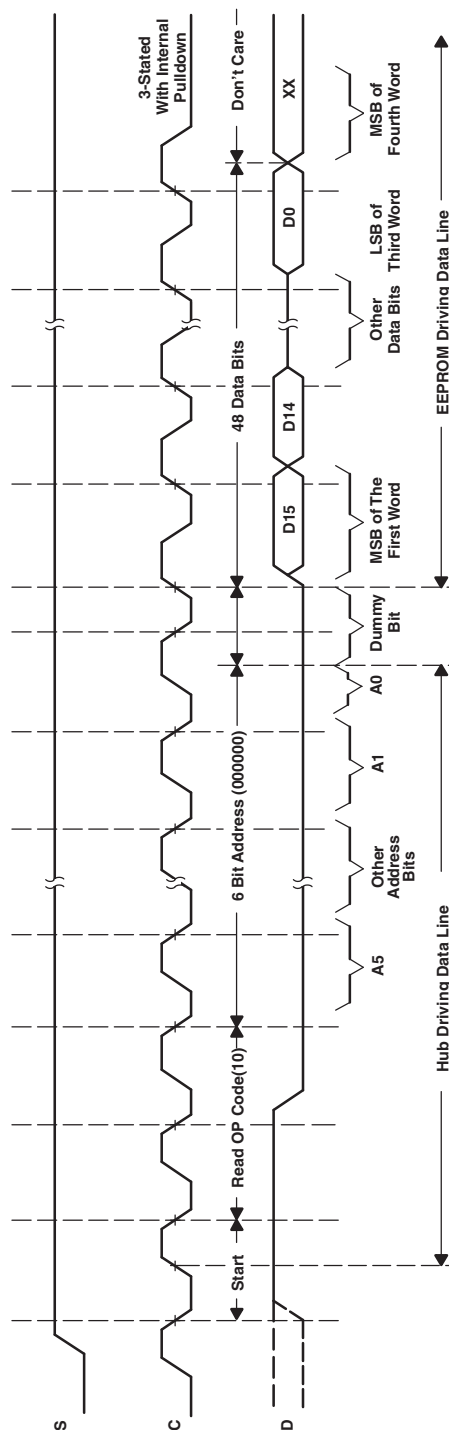 S
C
D
3-Stated
With Internal
Pulldown
Start
Read OP Code(10)
6 Bit Address (000000)
48 Data Bits
Don't Care
D15
D14
D0
XX
A5
Other
Address
Bits
A1
A0
Dummy
Bit
MSB of The
First Word
Other
Data Bits
LSB of
Third Word
MSB of
Fourth Word
Hub Driving Data Line
EEPROM Driving Data Line